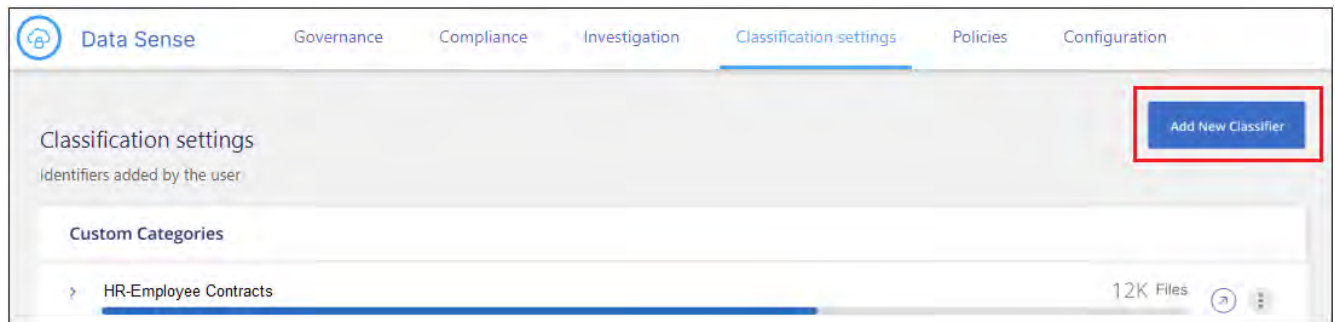 Data Sense Governance Compliance Investigation Classification settings Policies Configuration
Add New Classifier
Classification settings
Identifiers added by the user
Custom Categories
HR-Employee Contracts 12K Files